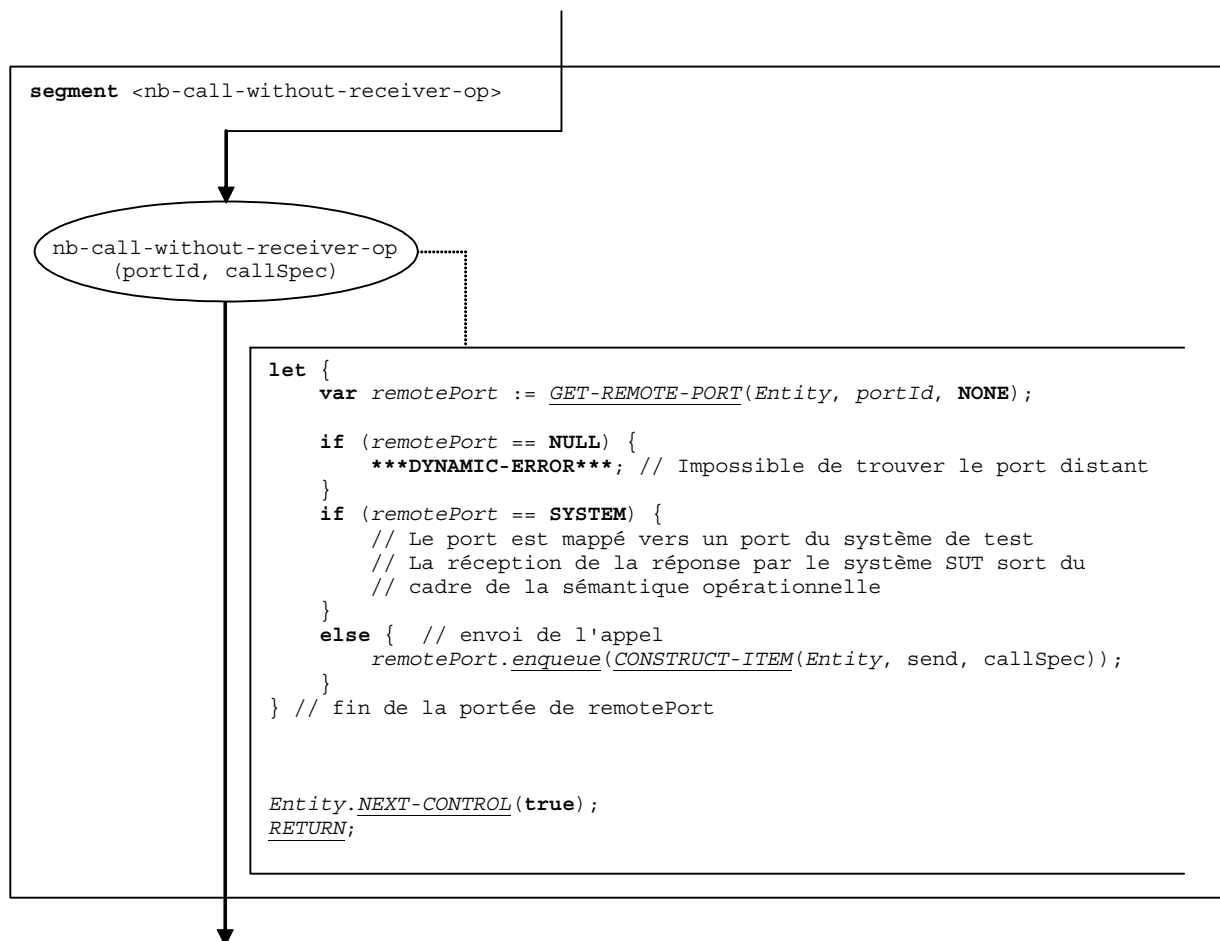 segment <nb-call-without-receiver-op>
nb-call-without-receiver-op
(portId, callSpec)
let {
var remotePort := GET-REMOTE-PORT(Entity, portId, NONE);
if (remotePort == NULL) {
***DYNAMIC-ERROR***; // Impossible de trouver le port distant
}
if (remotePort == SYSTEM) {
// Le port est mappé vers un port du système de test
// La réception de la réponse par le système SUT sort du
// cadre de la sémantique opérationnelle
}
else { // envoi de l'appel
remotePort.enqueue(CONSTRUCT-ITEM(Entity, send, callSpec));
}
} // fin de la portée de remotePort
Entity.NEXT-CONTROL(true);
RETURN;